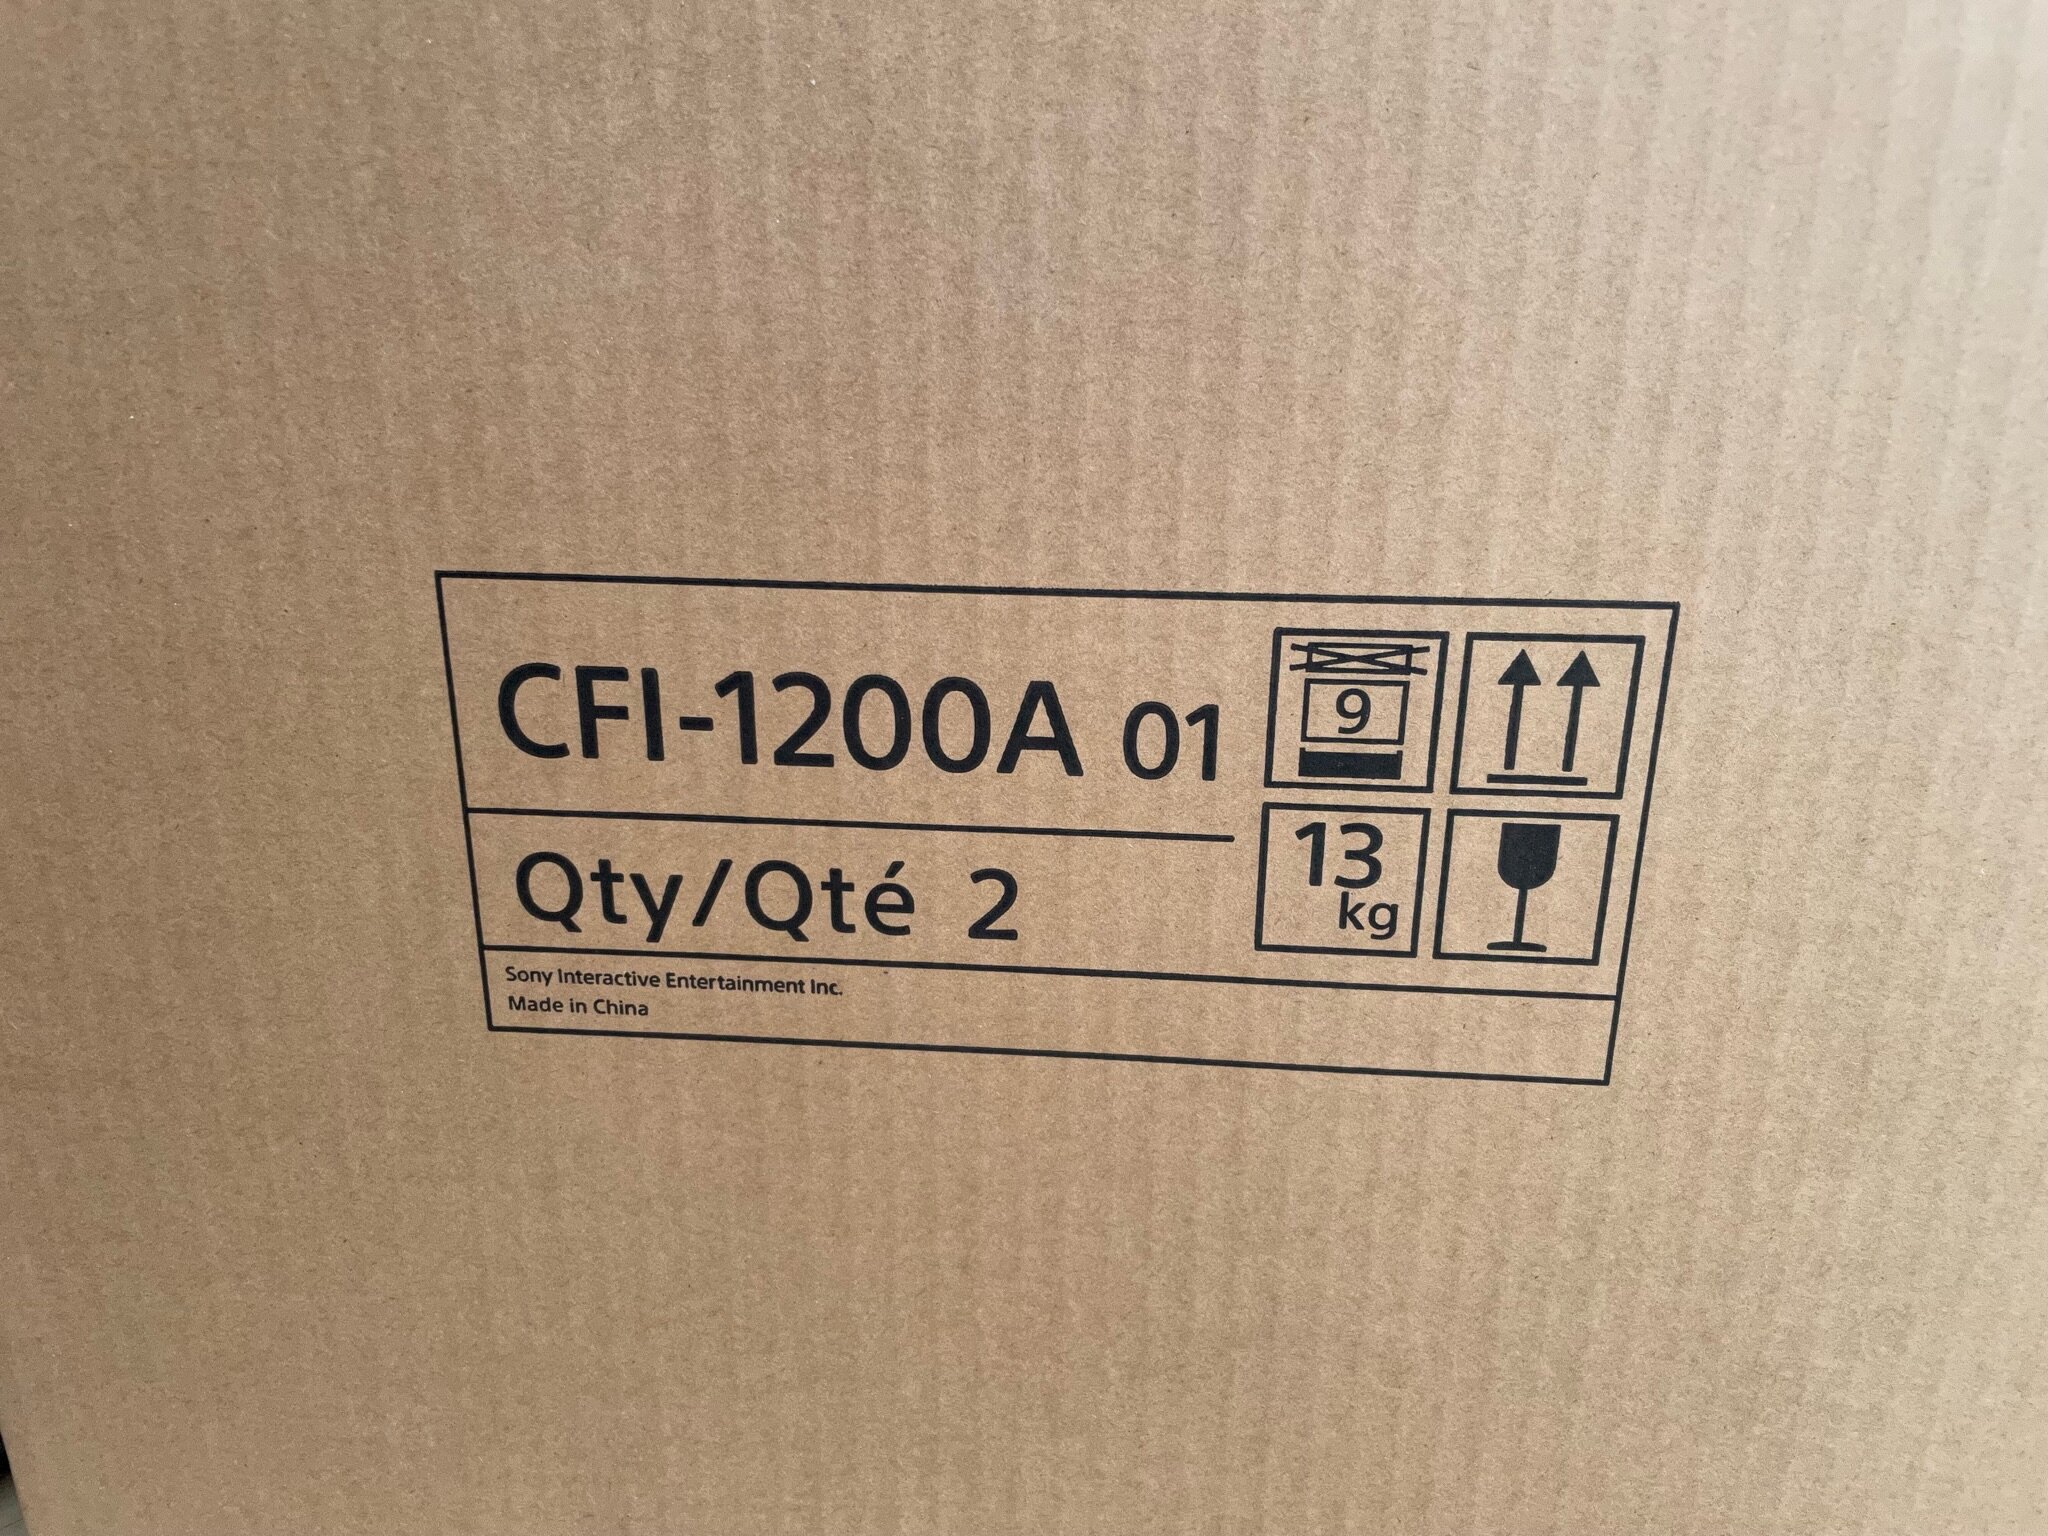 CFI-1200A 01
9
Qty/Qté 2
13
kg
Sony Interactive Entertainment Inc.
Made in China